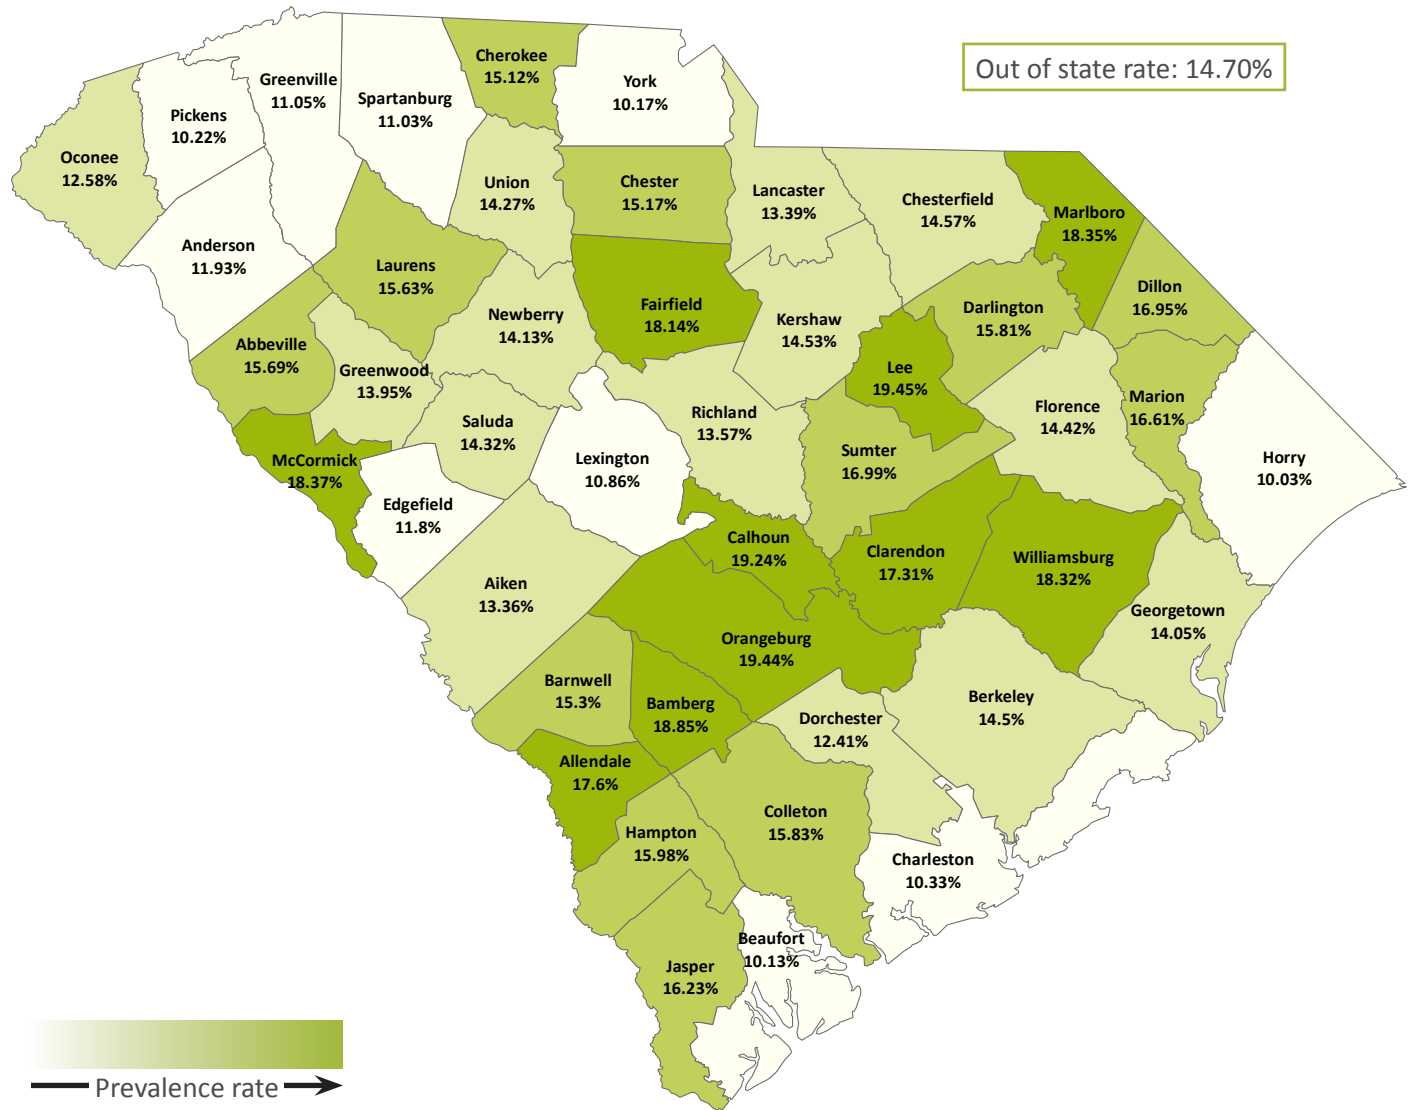 Out of state rate: 14.70%
Cherokee
15.12%
York
10.17%
Greenville
11.05%
Spartanburg
11.03%
Pickens
10.22%
Oconee
12.58%
Union
14.27%
Chester
15.17%
Lancaster
13.39%
Chesterfield
14.57%
Marlboro
18.35%
Anderson
11.93%
Laurens
15.63%
Dillon
16.95%
Newberry
14.13%
Fairfield
18.14%
Kershaw
14.53%
Darlington
15.81%
Abbeville
15.69%
Greenwood
13.95%
Lee
19.45%
Marion
16.61%
Florence
14.42%
Saluda
14.32%
Richland
13.57%
Sumter
16.99%
Horry
10.03%
McCormick
18.37%
Lexington
10.86%
Edgefield
11.8%
Calhoun
19.24%
Clarendon
17.31%
Williamsburg
18.32%
Aiken
13.36%
Georgetown
14.05%
Orangeburg
19.44%
Barnwell
15.3%
Bamberg
18.85%
Berkeley
14.5%
Dorchester
12.41%
Allendale
17.6%
Colleton
15.83%
Hampton
15.98%
Charleston
10.33%
Beaufort
10.13%
Jasper
16.23%
Prevalence rate